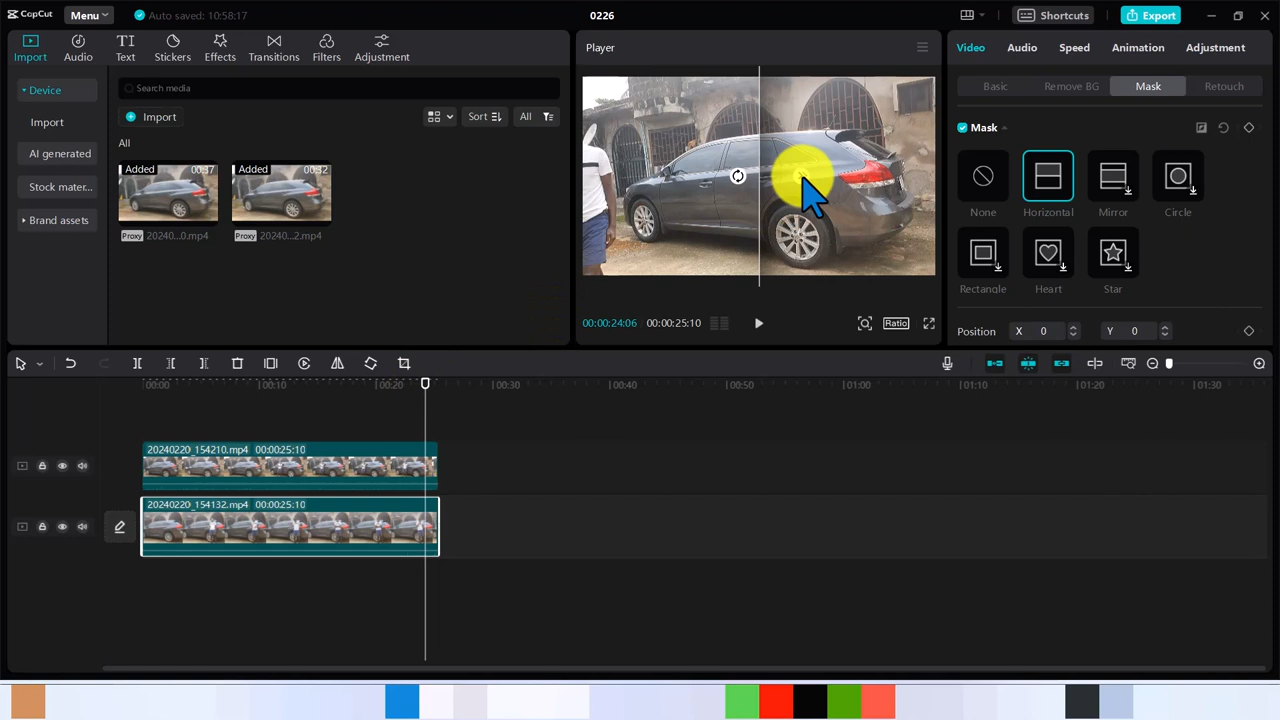 CapCut
Menu
Auto saved: 10:58:17
0226
Shortcuts
Export
Import
Audio
Text
Stickers
Effects
Transitions
Filters
Adjustment
Device
Import
AI generated
Stock mater...
Brand assets
Search media
Import
Sort
All
All
Added
00:37
Added
00:32
Proxy
20240...0.mp4
Proxy
20240...2.mp4
Player
00:00:24:06
00:00:25:10
Ratio
Video
Audio
Speed
Animation
Adjustment
Basic
Remove BG
Mask
Retouch
Mask
None
Horizontal
Mirror
Circle
Rectangle
Heart
Star
Position
X
0
Y
0
00:00
00:10
00:20
00:30
00:40
00:50
01:00
01:10
01:20
01:30
20240220_154210.mp4 00:00:25:10
20240220_154132.mp4 00:00:25:10